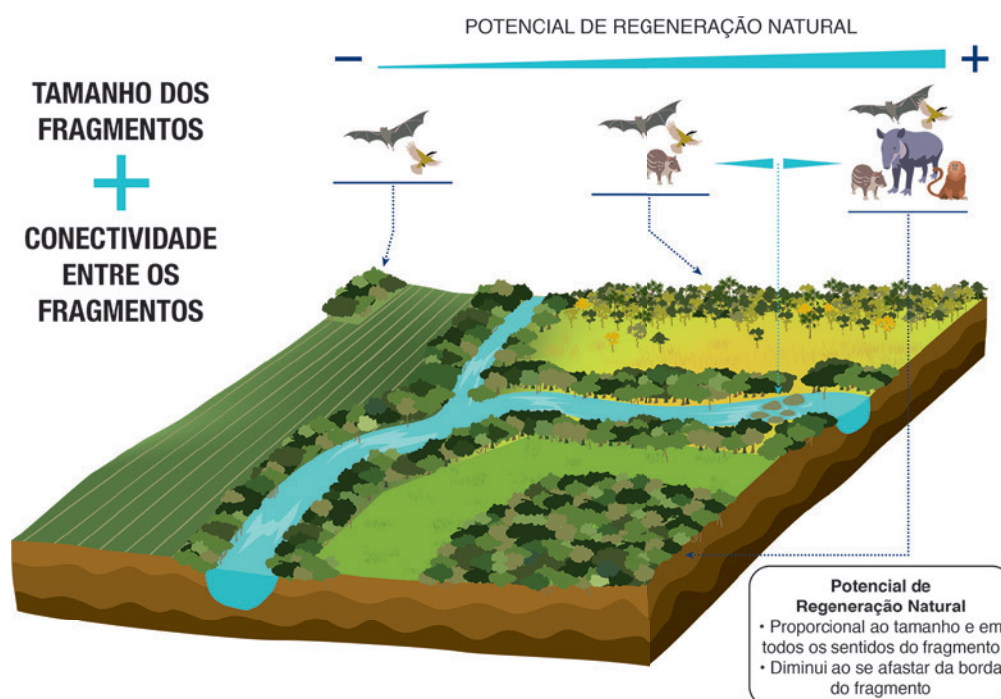 POTENCIAL DE REGENERAÇÃO NATURAL
TAMANHO DOS
FRAGMENTOS
CONECTIVIDADE
ENTRE OS
FRAGMENTOS
Potencial de
Regeneração Natural
• Proporcional ao tamanho e em
todos os sentidos do fragmento
• Diminui ao se afastar da borda
do fragmento